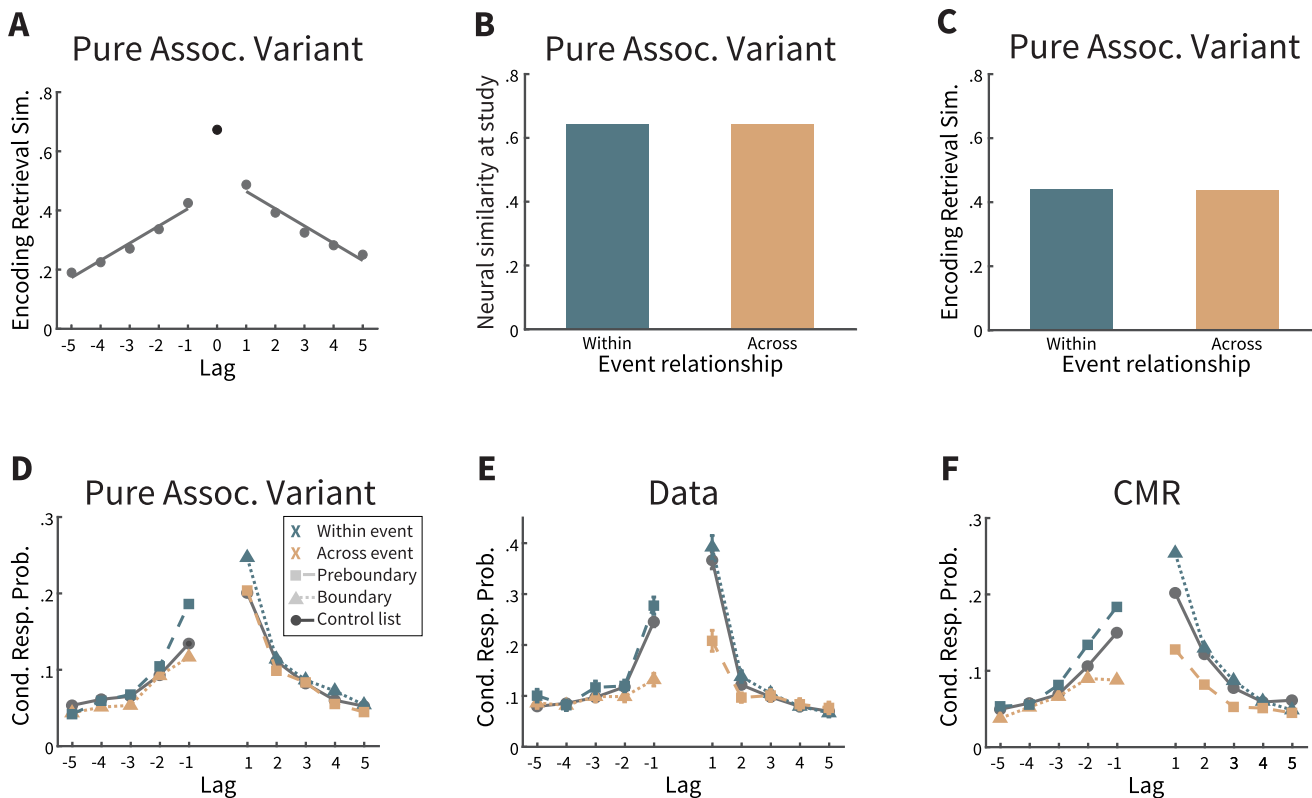 A
Pure Assoc. Variant
Encoding Retrieval Sim.
.8
.6
.4
.2
0
-5 -4 -3 -2 -1 0 1 2 3 4 5
Lag
B
Pure Assoc. Variant
Neural similarity at study
.8
.6
.4
.2
0
Within Across
Event relationship
C
Pure Assoc. Variant
Encoding Retrieval Sim.
.8
.6
.4
.2
0
Within Across
Event relationship
D
Pure Assoc. Variant
Cond. Resp. Prob.
.3
.2
.1
0
-5 -4 -3 -2 -1 1 2 3 4 5
Lag
X Within event
X Across event
Preboundary
Boundary
Control list
E
Data
Cond. Resp. Prob.
.4
.3
.2
.1
0
-5 -4 -3 -2 -1 1 2 3 4 5
Lag
F
CMR
Cond. Resp. Prob.
.3
.2
.1
0
-5 -4 -3 -2 -1 1 2 3 4 5
Lag